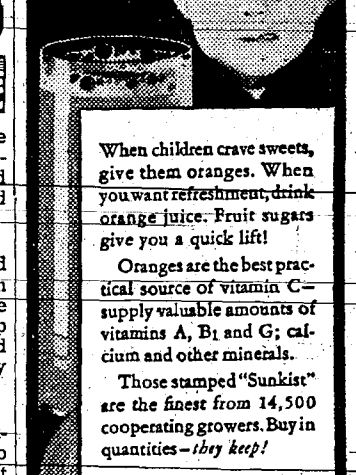 When children crave sweets,
give them oranges. When
you want refreshment, drink
orange juice. Fruit sugars
give you a quick lift!
Oranges are the best prac-
tical source of vitamin C—
supply valuable amounts of
vitamins A, B1 and G; cal-
cium and other minerals.
Those stamped "Sunkist"
are the finest from 14,500
cooperating growers. Buy in
quantities—they keep!